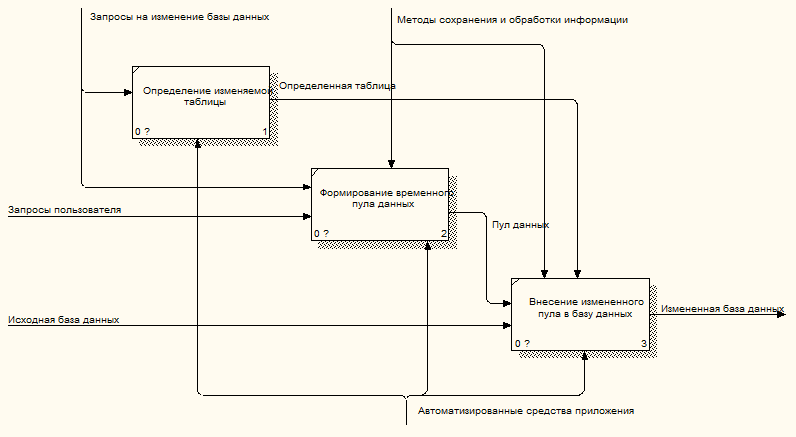 Запросы на изменение базы данных
Методы сохранения и обработки информации
Определение изменяемой
таблицы
0 ?
1
Определенная таблица
Формирование временного
пула данных
0 ?
2
Запросы пользователя
Пул данных
Внесение измененного
пула в базу данных
0 ?
3
Измененная база данных
Исходная база данных
Автоматизированные средства приложения